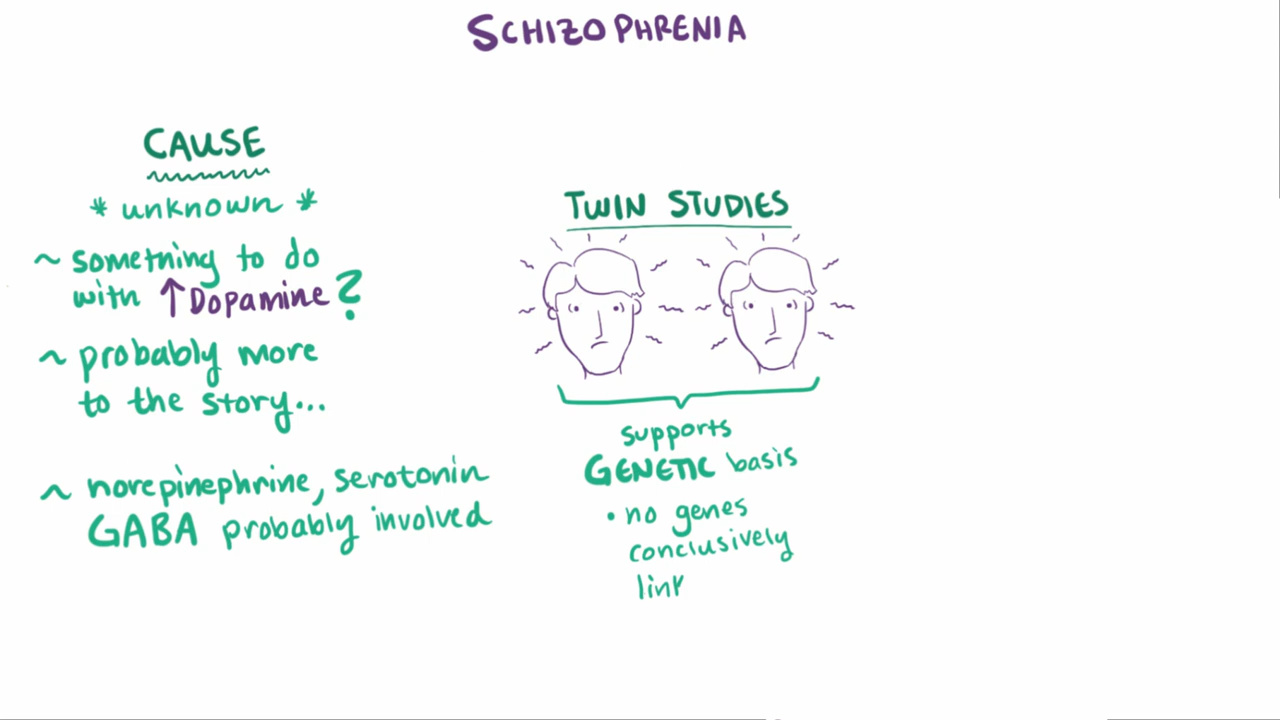 SCHIZOPHRENIA
CAUSE
* unknown *
~ something to do
with ↑Dopamine?
~ probably more
to the story...
~ norepinephrine, serotonin
GABA probably involved
TWIN STUDIES
supports
GENETIC basis
• no genes
conclusively
link